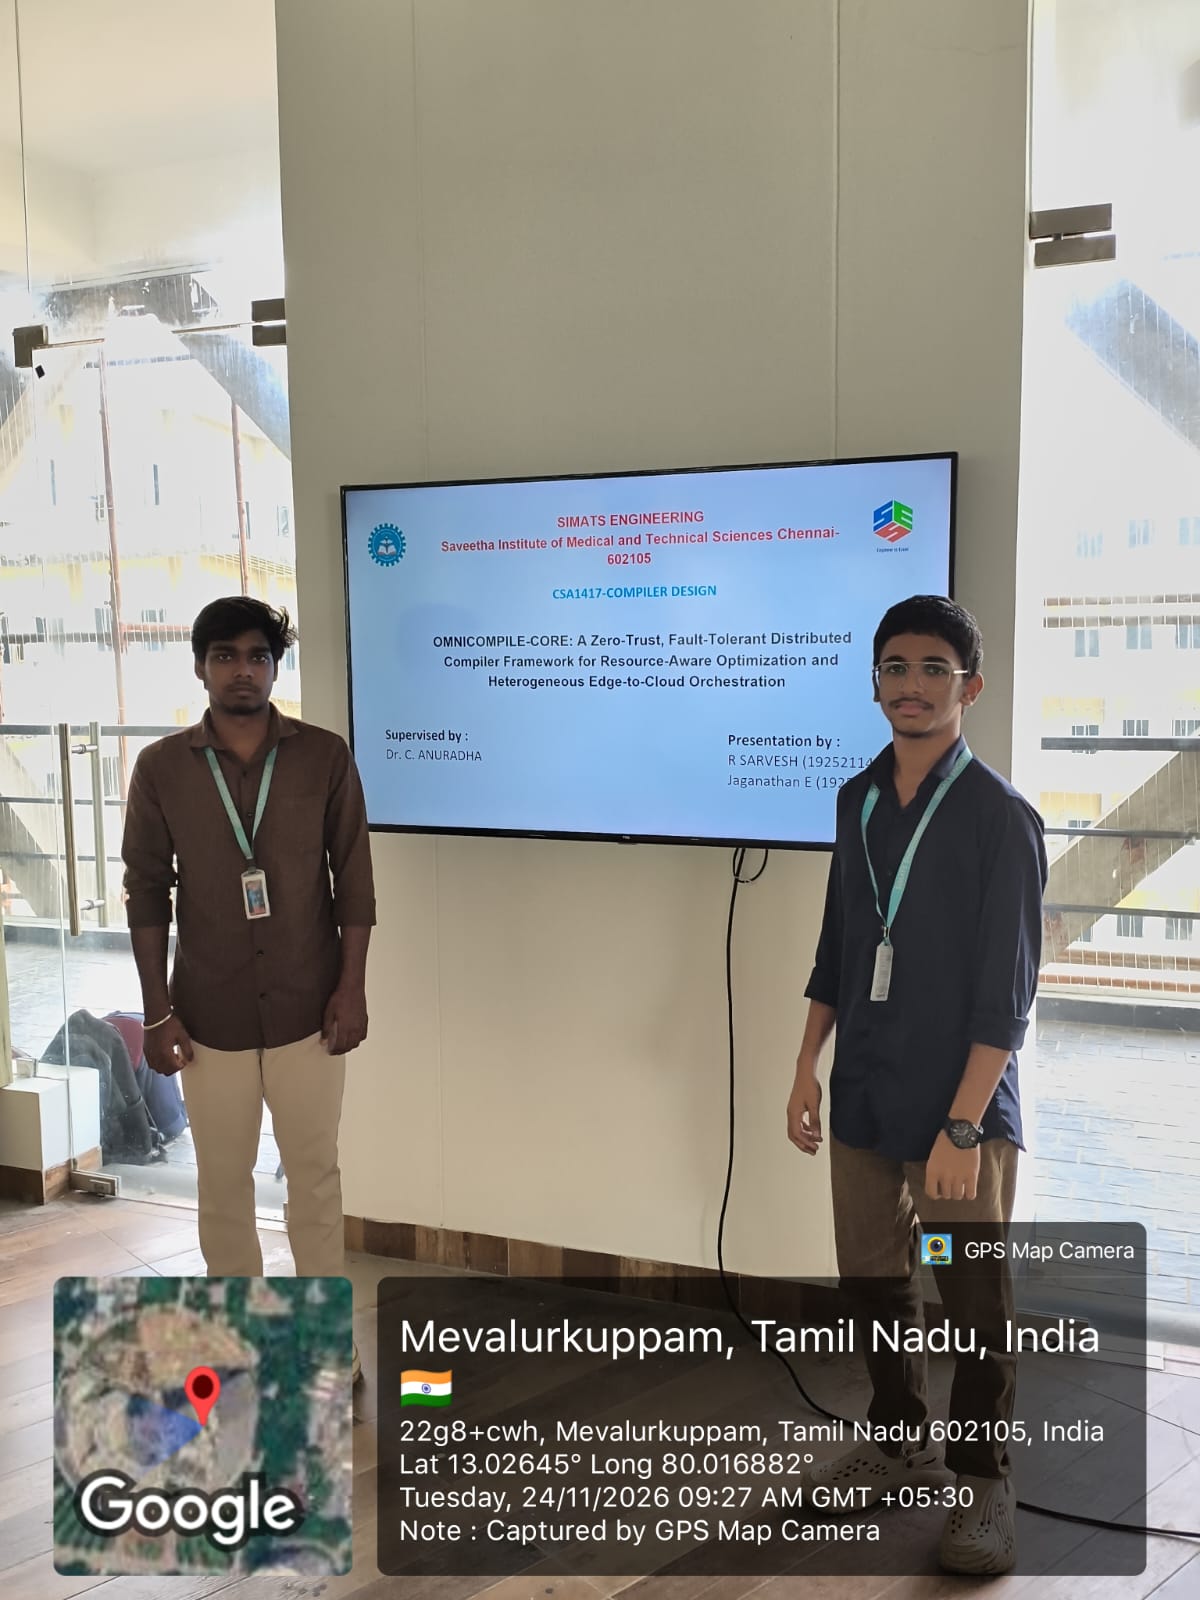 SIMATS ENGINEERING
Saveetha Institute of Medical and Technical Sciences Chennai-
602105
CSA1417-COMPILER DESIGN
OMNICOMPILE-CORE: A Zero-Trust, Fault-Tolerant Distributed
Compiler Framework for Resource-Aware Optimization and
Heterogeneous Edge-to-Cloud Orchestration
Supervised by :
Dr. C. ANURADHA
Presentation by :
R SARVESH (19252114
Jaganathan E (192
GPS Map Camera
Mevalurkuppam, Tamil Nadu, India
22g8+cwh, Mevalurkuppam, Tamil Nadu 602105, India
Lat 13.02645° Long 80.016882°
Tuesday, 24/11/2026 09:27 AM GMT +05:30
Note : Captured by GPS Map Camera
Google